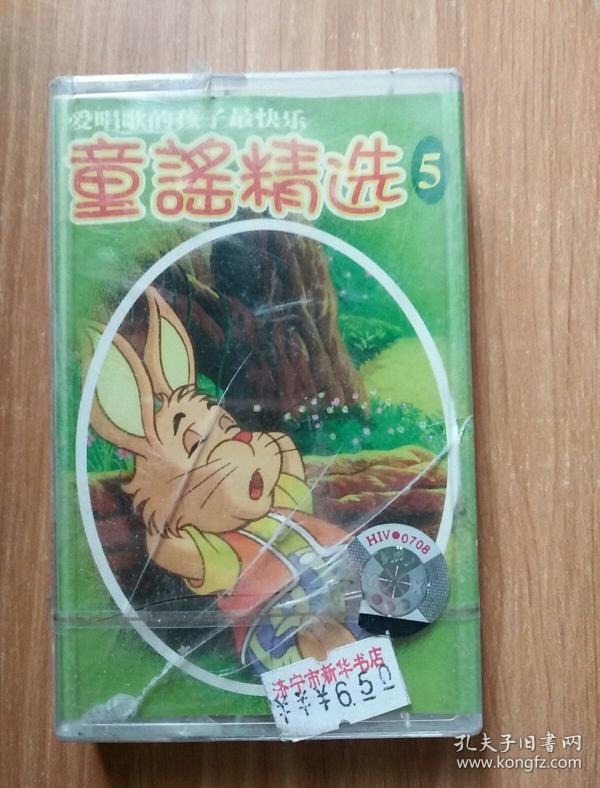 爱唱歌的孩子最快乐
童謠精选
5
HIV●0708
济宁市新华书店
***6.50
孔夫子旧书网
www.kongfz.com